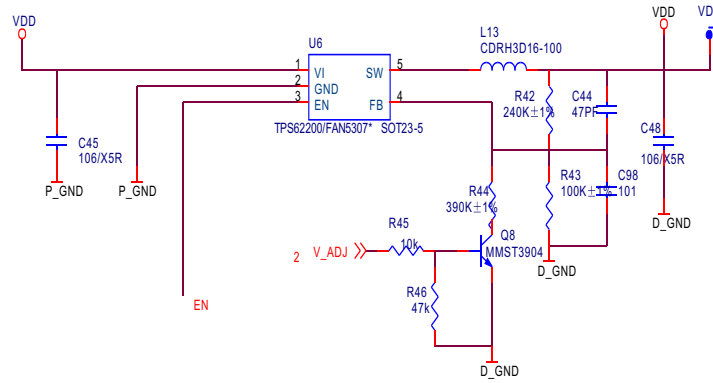 VDD
U6
L13
CDRH3D16-100
VDD
VD
1
VI
SW
5
2
GND
3
EN
FB
4
TPS62200/FAN5307* SOT23-5
C45
106/X5R
P_GND
P_GND
R42
240K±1%
C44
47PF
C48
106/X5R
R44
390K±1%
R43
100K±1%
C98
101
D_GND
R45
10k
2
V_ADJ
Q8
MMST3904
D_GND
R46
47k
EN
D_GND